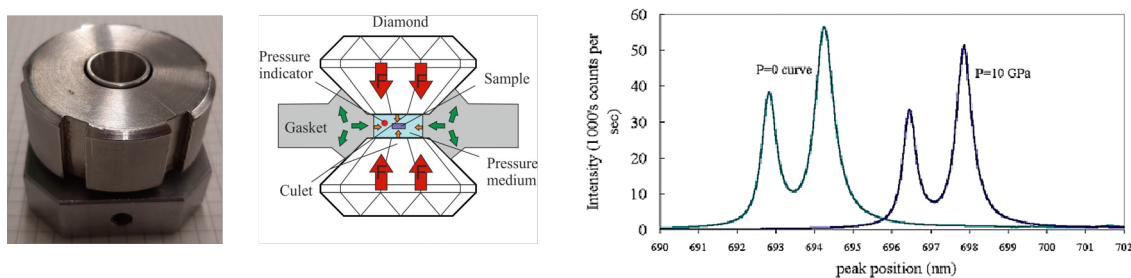 Diamond
Pressure
indicator
Sample
F F
Gasket
F F
Culet
Pressure
medium
Intensity (1000's counts per
sec)
60
50
40
30
20
10
0
P=0 curve
P=10 GPa
690 691 692 693 694 695 696 697 698 699 700 701 702
peak position (nm)